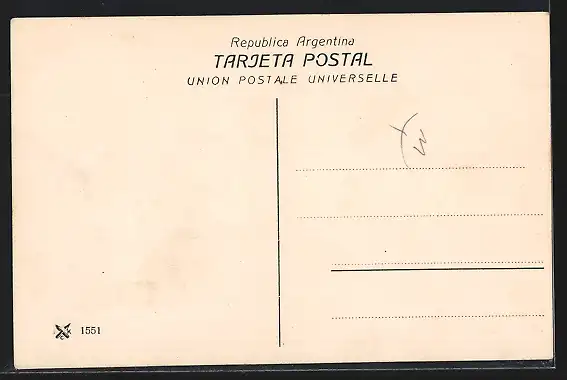 Republica Argentina
TARJETA POSTAL
UNION POSTALE UNIVERSELLE
1551